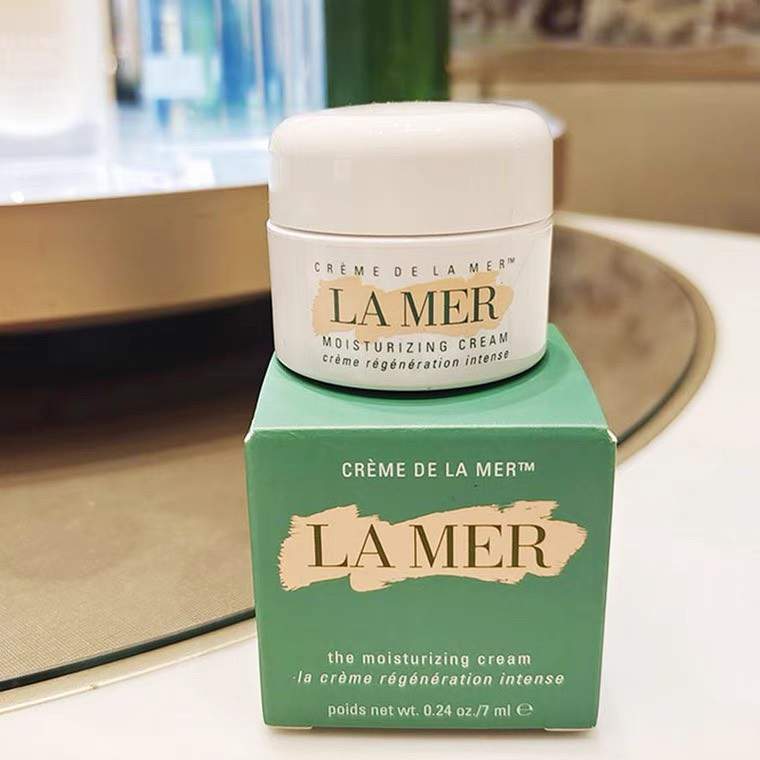 CRÈME DE LA MER™
LA MER
MOISTURIZING CREAM
crème régénération intense
CRÈME DE LA MER™
LA MER
the moisturizing cream
la crème régénération intense
poids net wt. 0.24 oz./7 ml ℮